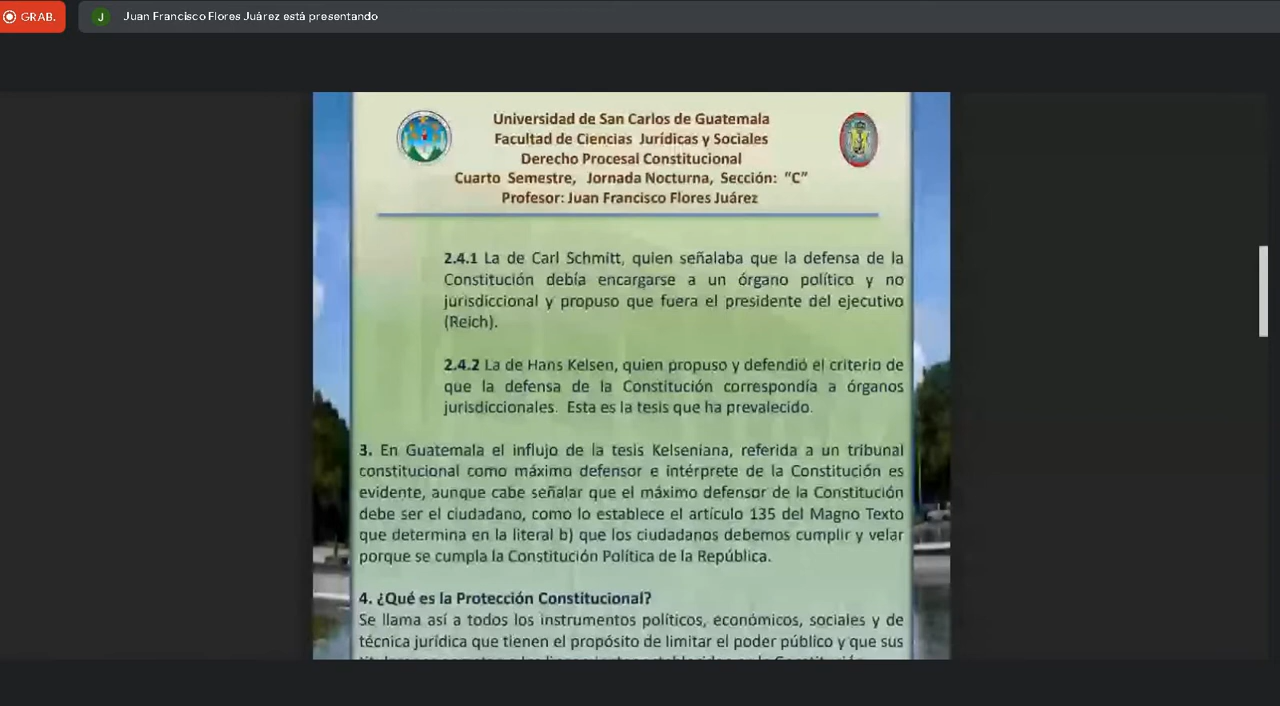 GRAB.
J
Juan Francisco Flores Juárez está presentando
Universidad de San Carlos de Guatemala
Facultad de Ciencias Jurídicas y Sociales
Derecho Procesal Constitucional
Cuarto Semestre, Jornada Nocturna, Sección: "C"
Profesor: Juan Francisco Flores Juárez
2.4.1 La de Carl Schmitt, quien señalaba que la defensa de la
Constitución debía encargarse a un órgano político y no
jurisdiccional y propuso que fuera el presidente del ejecutivo
(Reich).
2.4.2 La de Hans Kelsen, quien propuso y defendió el criterio de
que la defensa de la Constitución correspondía a órganos
jurisdiccionales. Esta es la tesis que ha prevalecido.
3. En Guatemala el influjo de la tesis Kelseniana, referida a un tribunal
constitucional como máximo defensor e intérprete de la Constitución es
evidente, aunque cabe señalar que el máximo defensor de la Constitución
debe ser el ciudadano, como lo establece el artículo 135 del Magno Texto
que determina en la literal b) que los ciudadanos debemos cumplir y velar
porque se cumpla la Constitución Política de la República.
4. ¿Qué es la Protección Constitucional?
Se llama así a todos los instrumentos políticos, económicos, sociales y de
técnica jurídica que tienen el propósito de limitar el poder público y que sus